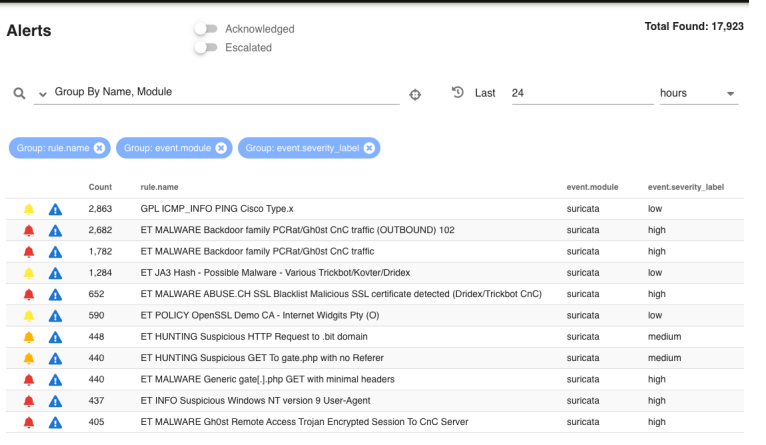 Alerts
Acknowledged
Escalated
Total Found: 17,923
Group By Name, Module
Last 24 hours
Group: rule.name
Group: event.module
Group: event.severity_label
Count rule.name event.module event.severity_label
2,863 GPL ICMP_INFO PING Cisco Type.x suricata low
2,682 ET MALWARE Backdoor family PCRat/Gh0st CnC traffic (OUTBOUND) 102 suricata high
1,782 ET MALWARE Backdoor family PCRat/Gh0st CnC traffic suricata high
1,284 ET JA3 Hash - Possible Malware - Various Trickbot/Kovter/Dridex suricata low
652 ET MALWARE ABUSE.CH SSL Blacklist Malicious SSL certificate detected (Dridex/Trickbot CnC) suricata high
590 ET POLICY OpenSSL Demo CA - Internet Widgits Pty (O) suricata low
448 ET HUNTING Suspicious HTTP Request to .bit domain suricata medium
440 ET HUNTING Suspicious GET To gate.php with no Referer suricata medium
440 ET MALWARE Generic gate[.].php GET with minimal headers suricata high
437 ET INFO Suspicious Windows NT version 9 User-Agent suricata high
405 ET MALWARE Gh0st Remote Access Trojan Encrypted Session To CnC Server suricata high